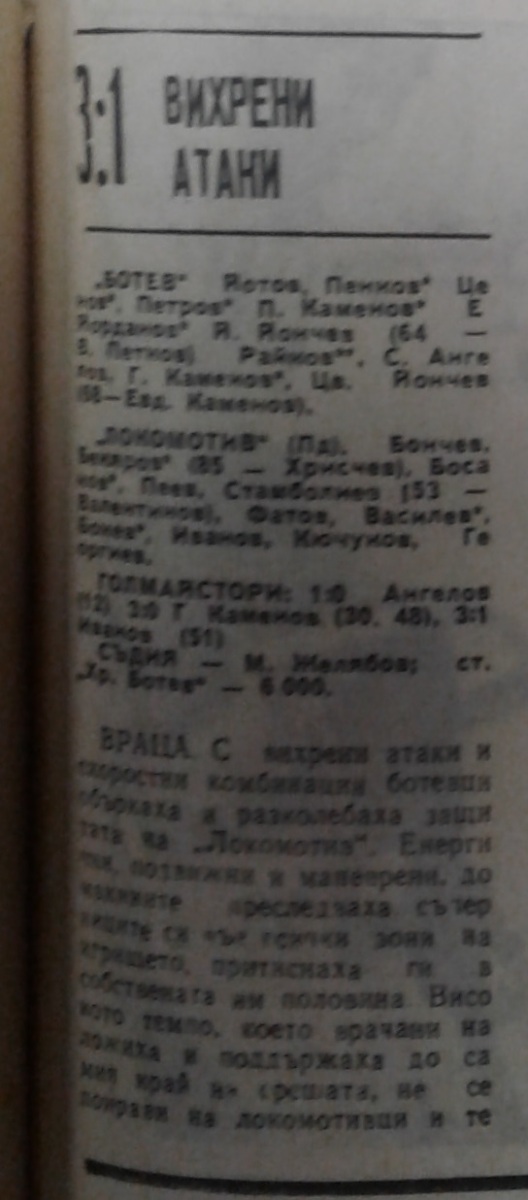 3:1 ВИХРЕНИ
АТАКИ
„БОТЕВ" Йотов, Пенков* Це
нов*, Петров* П. Каменов* Е
Йорданов* Й. Йончев (64 —
В. Петков) Райков**, С. Анге
лов, Г. Каменов*, Цв. Йончев
(68—Евд. Каменов).
„ЛОКОМОТИВ" (Пд). Бончев,
Бекяров* (85 — Хрисчев), Боса
нов*, Пеев, Стамболиев (53 —
Валентинов), Фатов, Василев*,
Бонев*, Иванов, Кючуков, Ге
оргиев.
ГОЛМАЙСТОРИ: 1:0 Ангелов
(12) 3:0 Г Каменов (30, 48), 3:1
Иванов (51)
СЪДИЯ — М. Желябов; ст.
„Хр. Ботев" — 6 000.
ВРАЦА. С вихрени атаки и
скоростни комбинации ботевци
объркаха и разколебаха защи
тата на „Локомотив". Енерги
чни, подвижни и маневрени, до
макините преследваха съпер
ниците си във всички зони на
игрището, притиснаха ги в
собствената им половина Висо
кото темпо, което врачани на
ложиха и поддържаха до са
мия край на срещата, не се
понрави на локомотивци и те